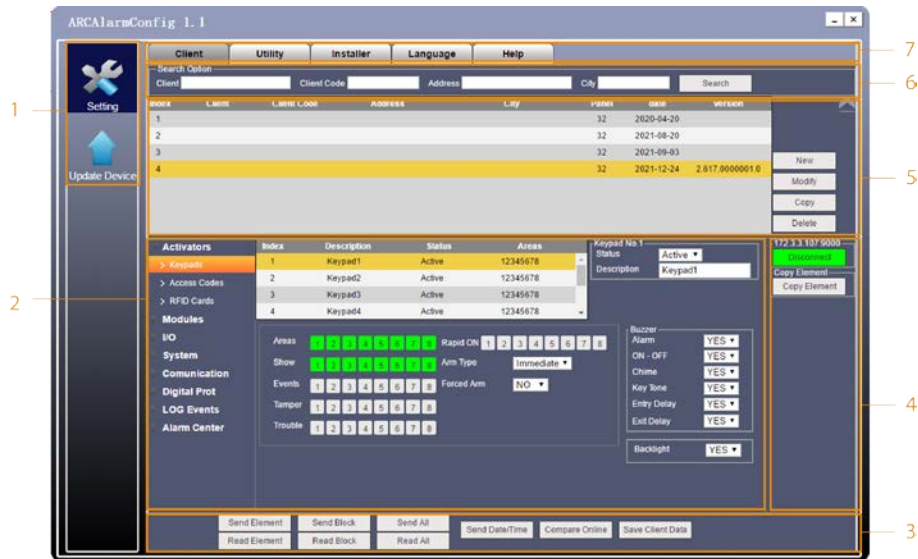 ARCAlarmConfig 1.1
Client Utility Installer Language Help 7
Search Option
Client Client Code Address City Search 6
Setting
1
Index Client Client Code Address City Panel date version
1 32 2020-04-20
2 32 2021-08-20
3 32 2021-09-03
4 32 2021-12-24 2.617.0000001.0
New
Update Device
5
Modify
Copy
Delete
Activators
> Keypads
> Access Codes
> RFID Cards
Modules
I/O
System
Comunication
Digital Prot
LOG Events
Alarm Center
2
Index Description Status Areas
1 Keypad1 Active 12345678
2 Keypad2 Active 12345678
3 Keypad3 Active 12345678
4 Keypad4 Active 12345678
Keypad No.1
Status Active
Description Keypad1
172.3.3.107:9000
Disconnect
Copy Element
Copy Element
Areas 1 2 3 4 5 6 7 8 Rapid ON 1 2 3 4 5 6 7 8
Show 1 2 3 4 5 6 7 8 Arm Type Immediate
Events 1 2 3 4 5 6 7 8 Forced Arm NO
Tamper 1 2 3 4 5 6 7 8
Trouble 1 2 3 4 5 6 7 8
Buzzer
Alarm YES
ON - OFF YES
Chime YES
Key Tone YES
Entry Delay YES
Exit Delay YES
Backlight YES
4
Send Element Send Block Send All Send Date/Time Compare Online Save Client Data
Read Element Read Block Read All
3